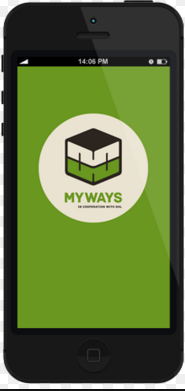 14:06 PM
MYWAYS
IN COOPERATION WITH DHL